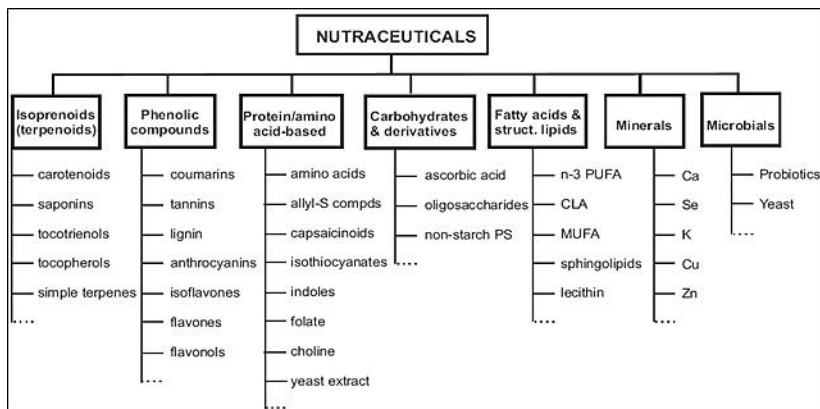 NUTRACEUTICALS
Isoprenoids
(terpenoids)
carotenoids
saponins
tocotrienols
tocopherols
simple terpenes
Phenolic
compounds
coumarins
tannins
lignin
anthrocyanins
isoflavones
flavones
flavonols
Protein/amino
acid-based
amino acids
allyl-S compds
capsaicinoids
isothiocyanates
indoles
folate
choline
yeast extract
Carbohydrates
& derivatives
ascorbic acid
oligosaccharides
non-starch PS
Fatty acids &
struct. lipids
n-3 PUFA
CLA
MUFA
sphingolipids
lecithin
Minerals
Ca
Se
K
Cu
Zn
Microbials
Probiotics
Yeast